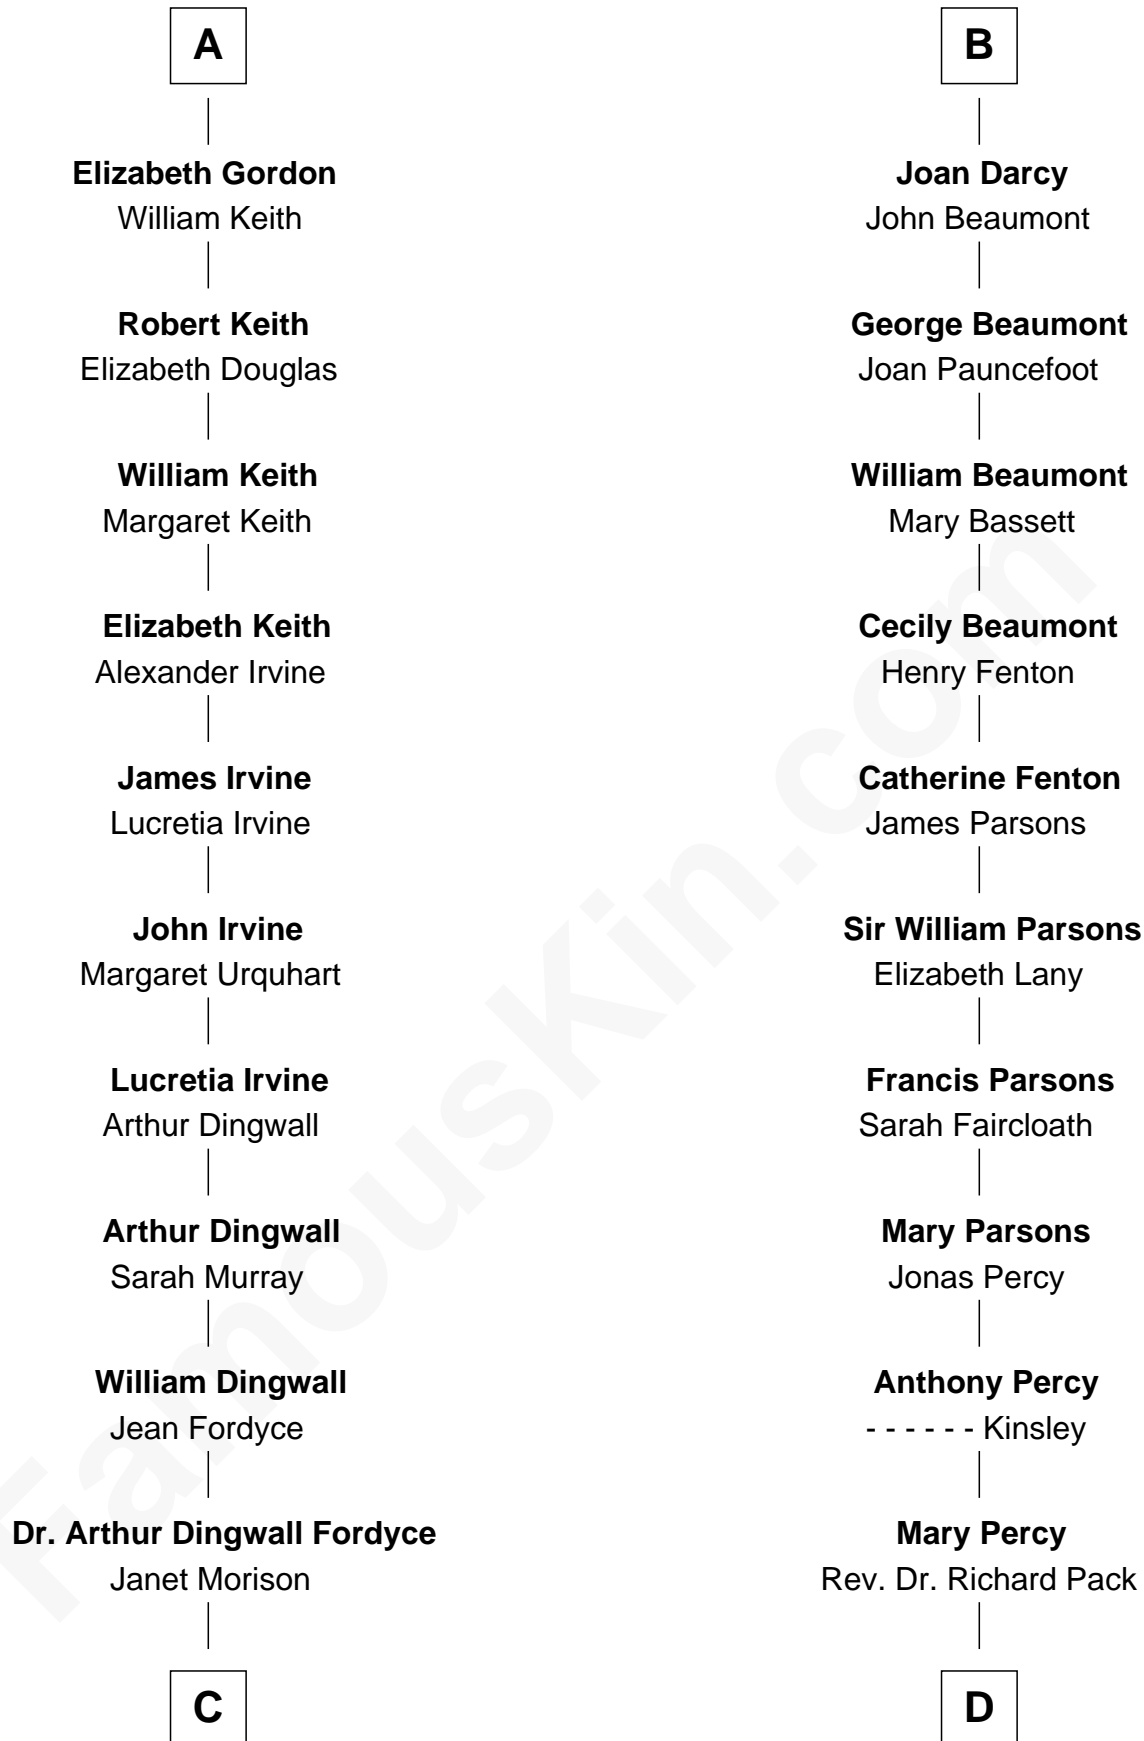 A
Elizabeth Gordon
William Keith
Robert Keith
Elizabeth Douglas
William Keith
Margaret Keith
Elizabeth Keith
Alexander Irvine
James Irvine
Lucretia Irvine
John Irvine
Margaret Urquhart
Lucretia Irvine
Arthur Dingwall
Arthur Dingwall
Sarah Murray
William Dingwall
Jean Fordyce
Dr. Arthur Dingwall Fordyce
Janet Morison
C
B
Joan Darcy
John Beaumont
George Beaumont
Joan Pauncefoot
William Beaumont
Mary Bassett
Cecily Beaumont
Henry Fenton
Catherine Fenton
James Parsons
Sir William Parsons
Elizabeth Lany
Francis Parsons
Sarah Faircloath
Mary Parsons
Jonas Percy
Anthony Percy
- - - - - - Kinsley
Mary Percy
Rev. Dr. Richard Pack
D
FamousKin.com